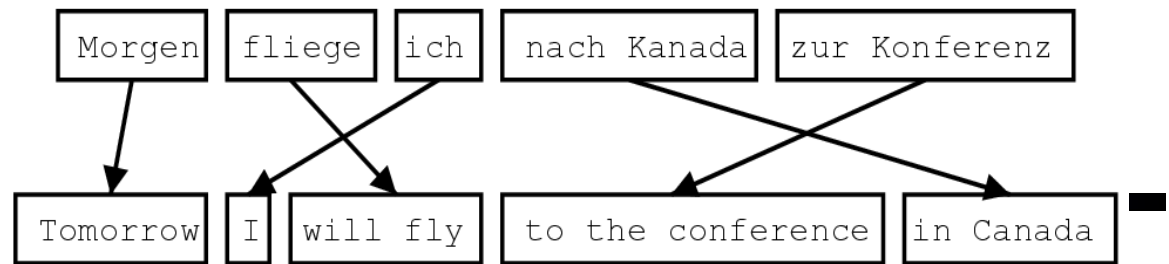 Morgen fliege ich nach Kanada zur Konferenz
Tomorrow I will fly to the conference in Canada